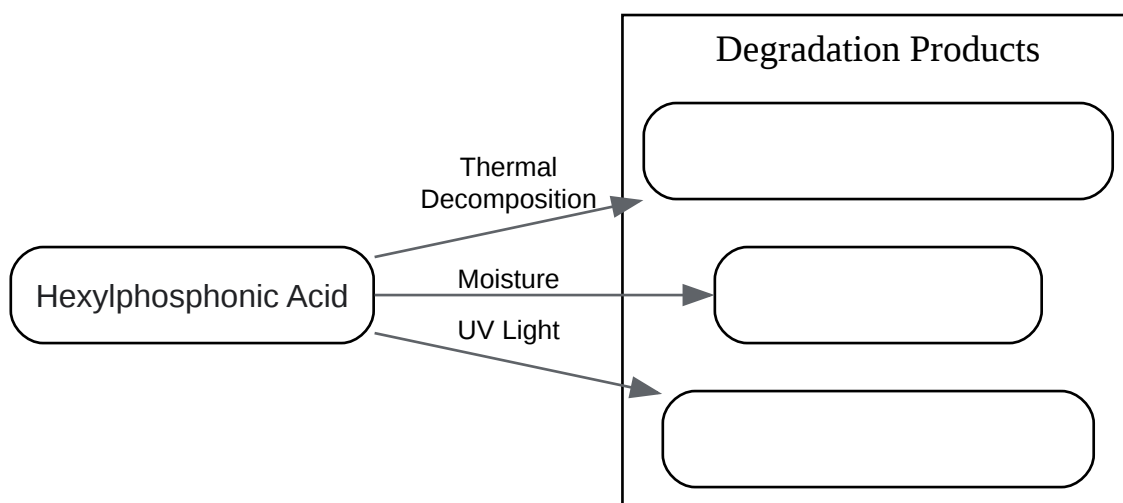 Degradation Products
Thermal
Decomposition
Hexylphosphonic Acid
Moisture
UV Light